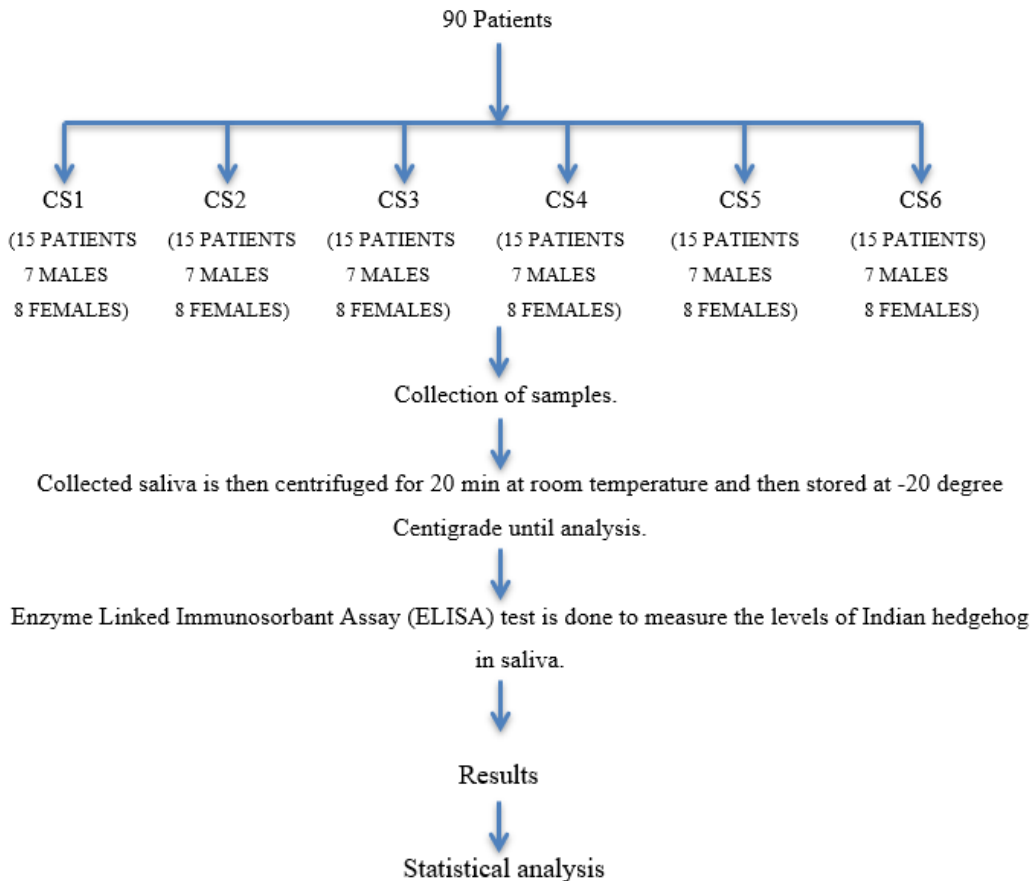 90 Patients
CS1 CS2 CS3 CS4 CS5 CS6
(15 PATIENTS (15 PATIENTS (15 PATIENTS (15 PATIENTS (15 PATIENTS (15 PATIENTS)
7 MALES 7 MALES 7 MALES 7 MALES 7 MALES 7 MALES
8 FEMALES) 8 FEMALES) 8 FEMALES) 8 FEMALES) 8 FEMALES) 8 FEMALES)
Collection of samples.
Collected saliva is then centrifuged for 20 min at room temperature and then stored at -20 degree
Centigrade until analysis.
Enzyme Linked Immunosorbant Assay (ELISA) test is done to measure the levels of Indian hedgehog
in saliva.
Results
Statistical analysis